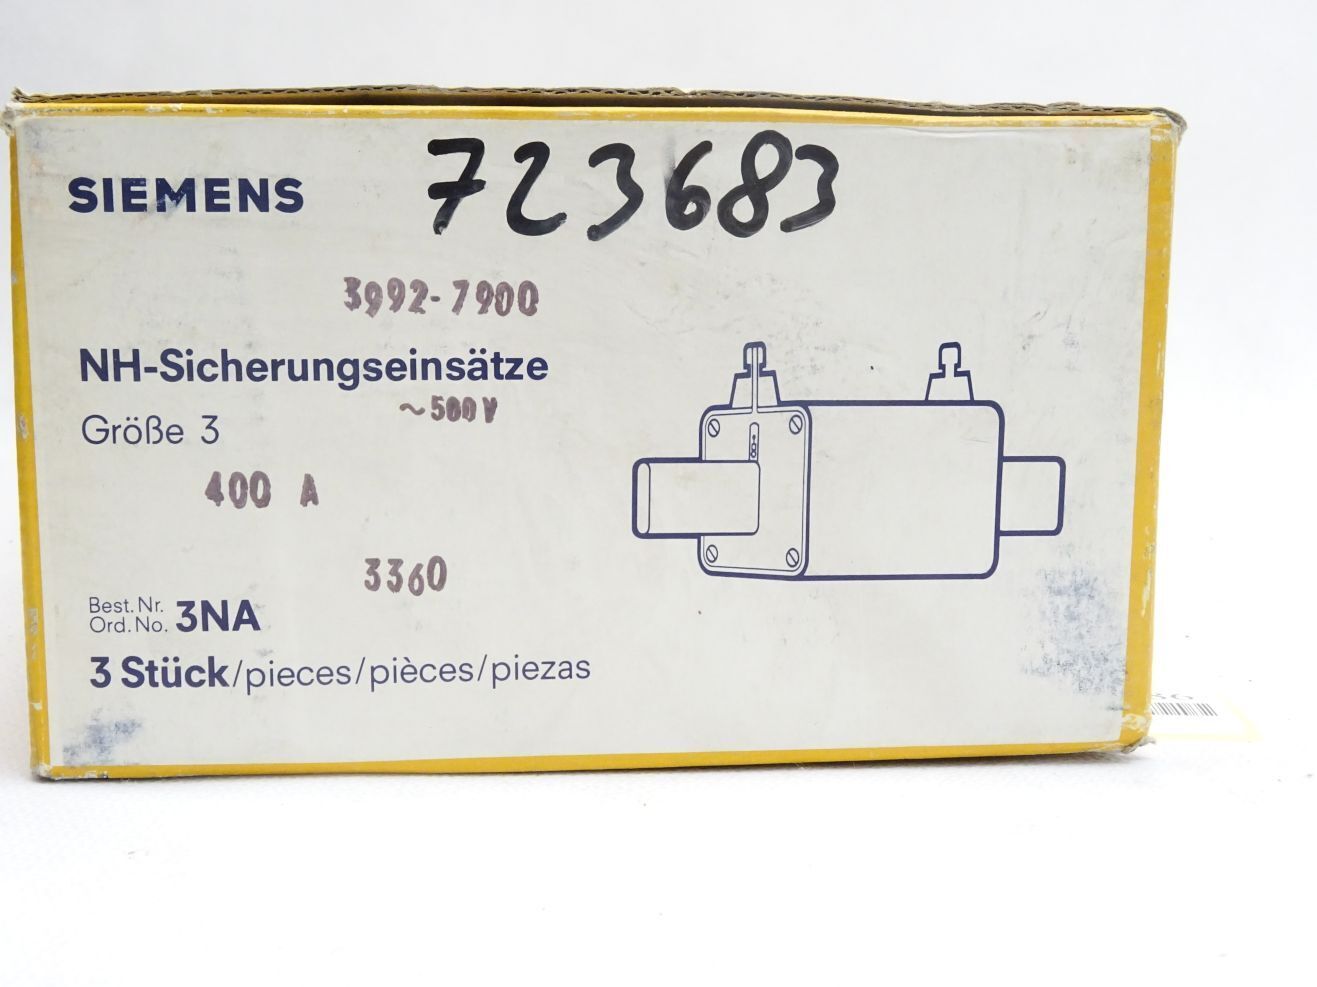 723683
SIEMENS
3992-7900
NH-Sicherungseinsätze
~500 V
Größe 3
400 A
3360
Best.Nr.
Ord.No. 3NA
3 Stück/pieces/pièces/piezas